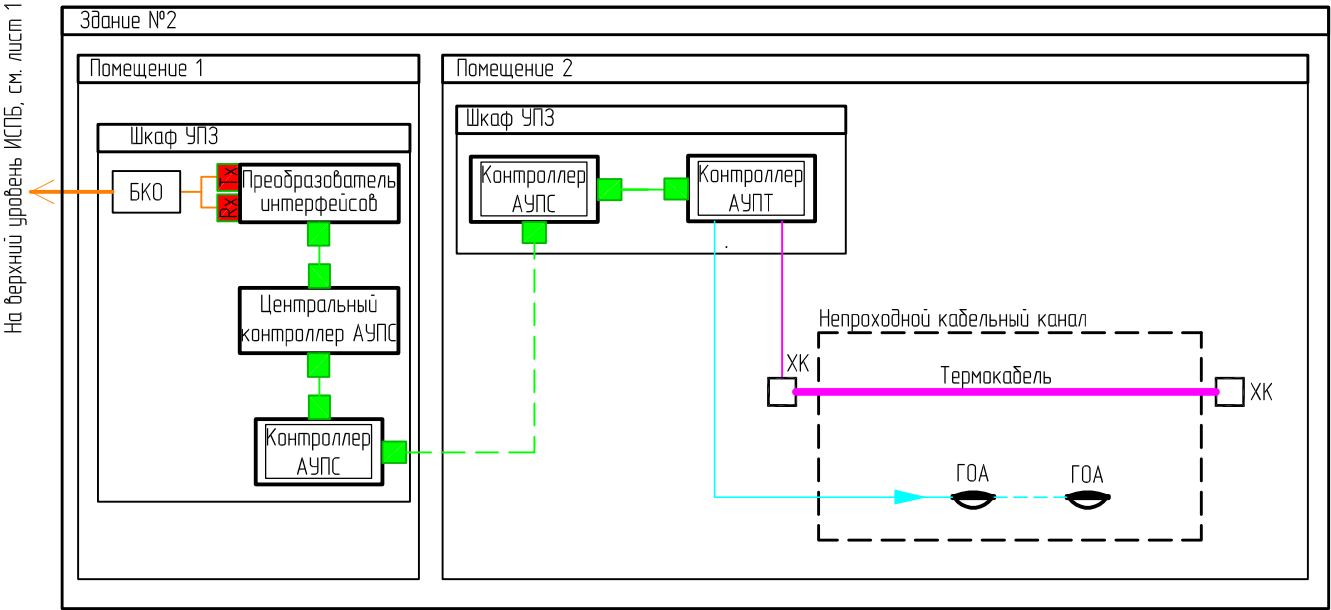 На верхний уровень ИСПБ, см. лист 1
Здание №2
Помещение 1
Шкаф УПЗ
БКО
Tx
Rx
Преобразователь
интерфейсов
Центральный
контроллер АУПС
Контроллер
АУПС
Помещение 2
Шкаф УПЗ
Контроллер
АУПС
Контроллер
АУПТ
Непроходной кабельный канал
ХК
Термокабель
ХК
ГОА
ГОА